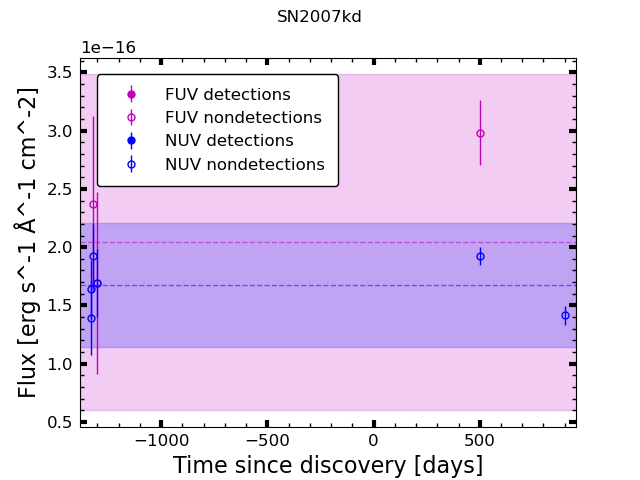 SN2007kd
1e−16
3.5
3.0
2.5
2.0
1.5
1.0
0.5
Flux [erg s^-1 Å^-1 cm^-2]
FUV detections
FUV nondetections
NUV detections
NUV nondetections
−1000
−500
0
500
Time since discovery [days]